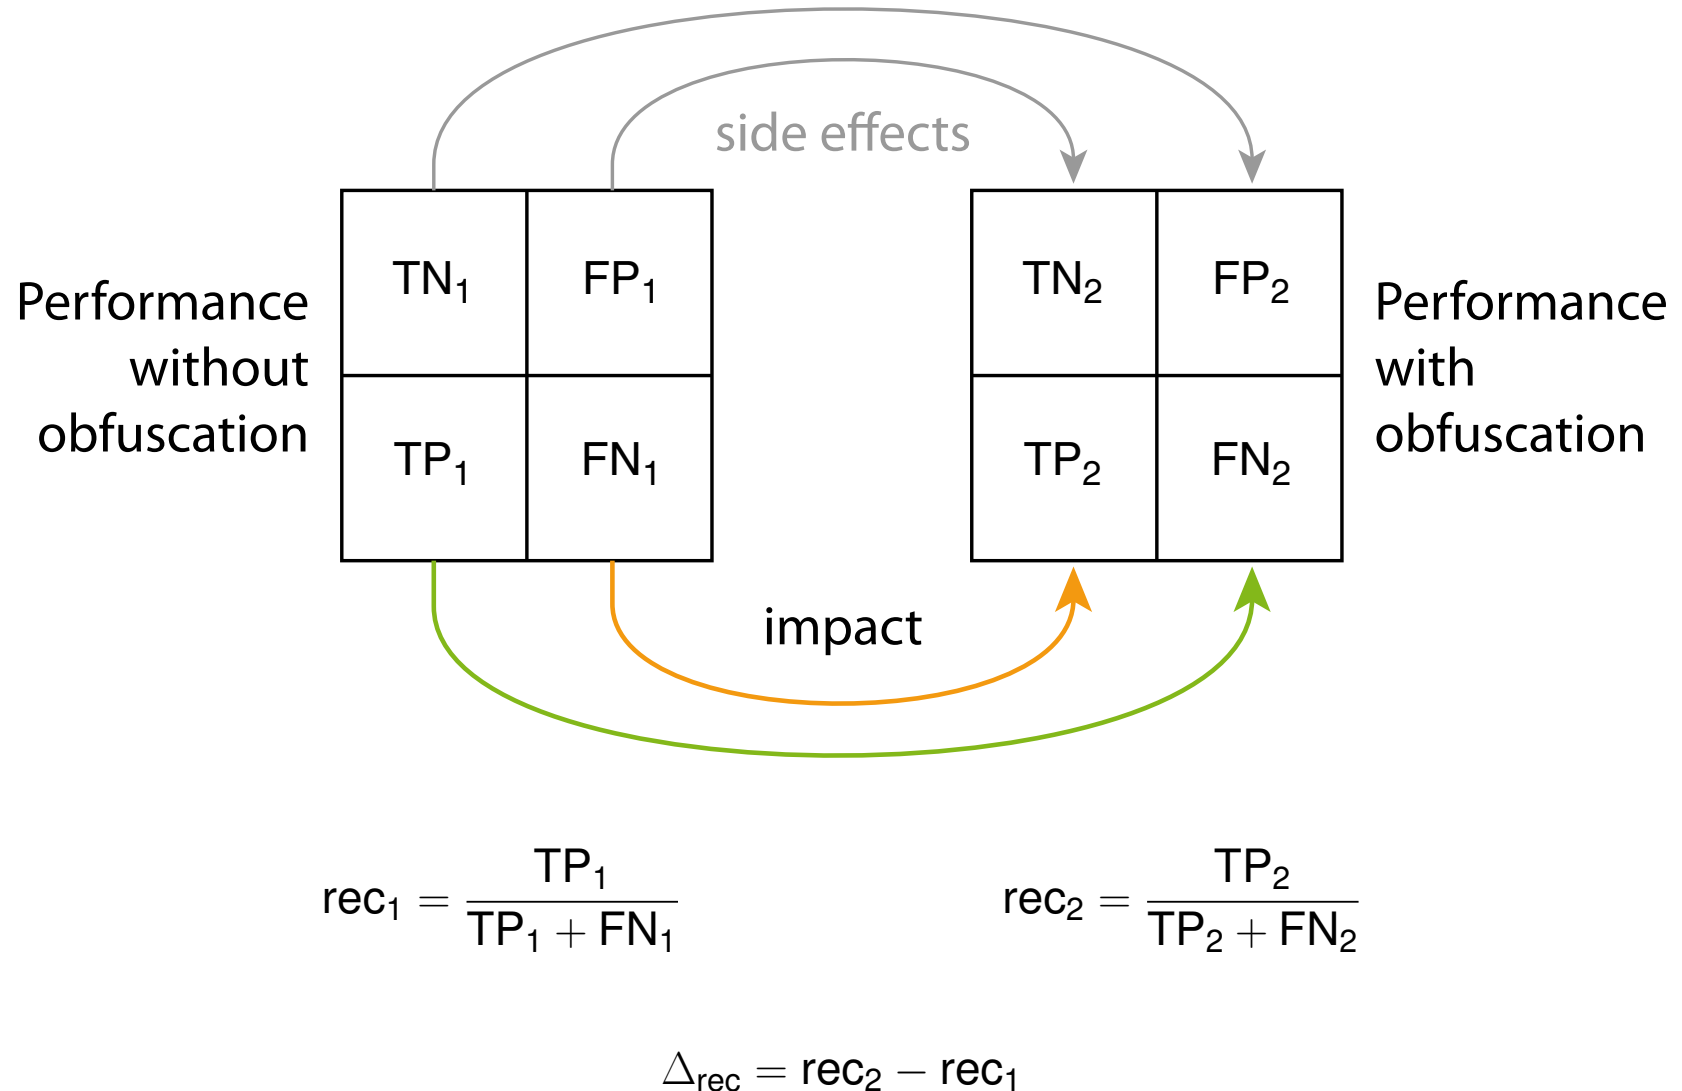 side effects
Performance
without
obfuscation
TN₁ FP₁
TP₁ FN₁
TN₂ FP₂
TP₂ FN₂
Performance
with
obfuscation
impact
rec₁ = TP₁ / (TP₁ + FN₁)
rec₂ = TP₂ / (TP₂ + FN₂)
Δrec = rec₂ − rec₁